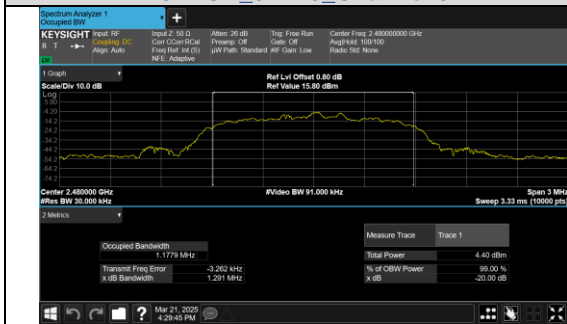 Spectrum Analyzer 1
Occupied BW
+
KEYSIGHT Input: RF Input Z: 50 Ω Atten: 26 dB Trig: Free Run Center Freq: 2.480000000 GHz
R T Coupling: DC Corr CCorr RCal Preamp: Off Gate: Off Avg|Hold: 100/100
Align: Auto Freq Ref: Int (S) µW Path: Standard #IF Gain: Low Radio Std: None
NFE: Adaptive
1 Graph
Scale/Div 10.0 dB
Ref Lvl Offset 0.80 dB
Ref Value 15.80 dBm
Log
5.80
-4.20
-14.2
-24.2
-34.2
-44.2
-54.2
-64.2
-74.2
Center 2.480000 GHz #Video BW 91.000 kHz Span 3 MHz
#Res BW 30.000 kHz Sweep 3.33 ms (10000 pts)
2 Metrics
Measure Trace Trace 1
Occupied Bandwidth
1.1779 MHz
Total Power 4.40 dBm
Transmit Freq Error -3.262 kHz % of OBW Power 99.00 %
x dB Bandwidth 1.291 MHz x dB -20.00 dB
?
Mar 21, 2025
4:29:45 PM